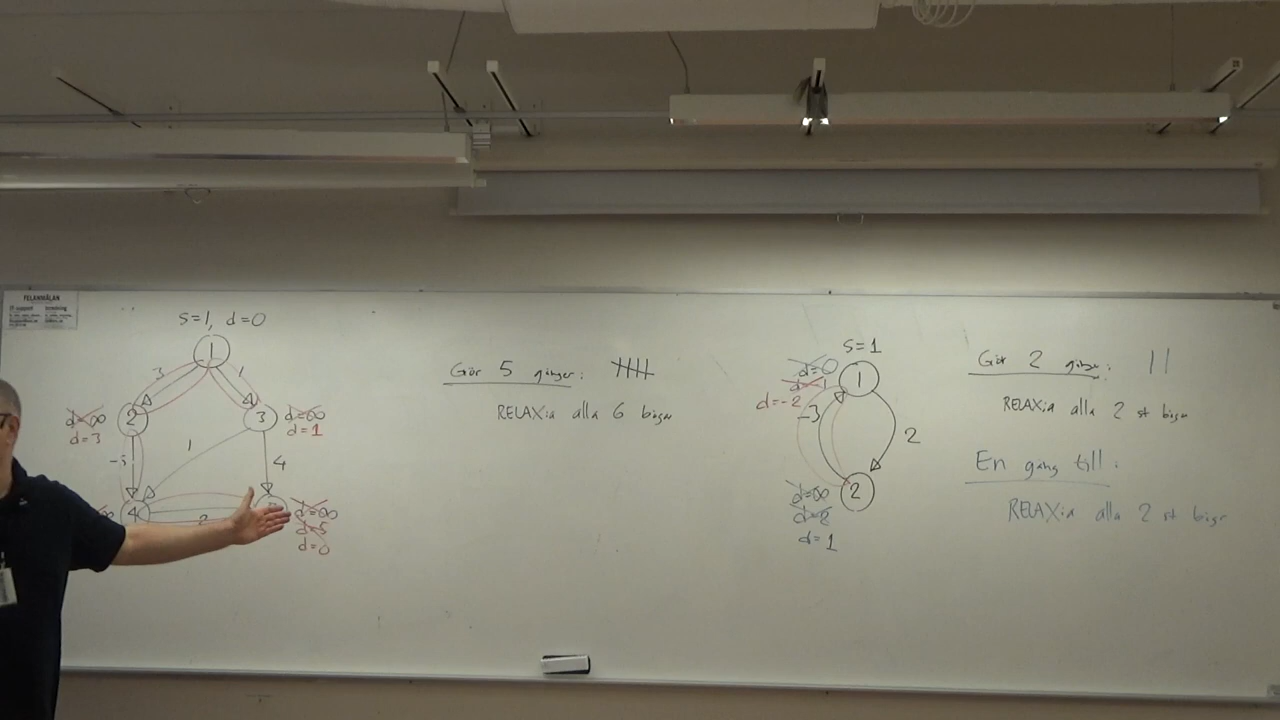 FELANMÄLAN
S=1, d=0
1
3
1
2
3
d=∞
d=3
d=∞
d=1
1
4
4
2
d=∞
d=5
d=0
Gör 5 gånger:
RELAX:a alla 6 bågar
S=1
d=0
d=-2
1
-3
2
2
d=∞
d=2
d=1
Gör 2 gånger:
RELAX:a alla 2 st bågar
En gång till:
RELAX:a alla 2 st bågar